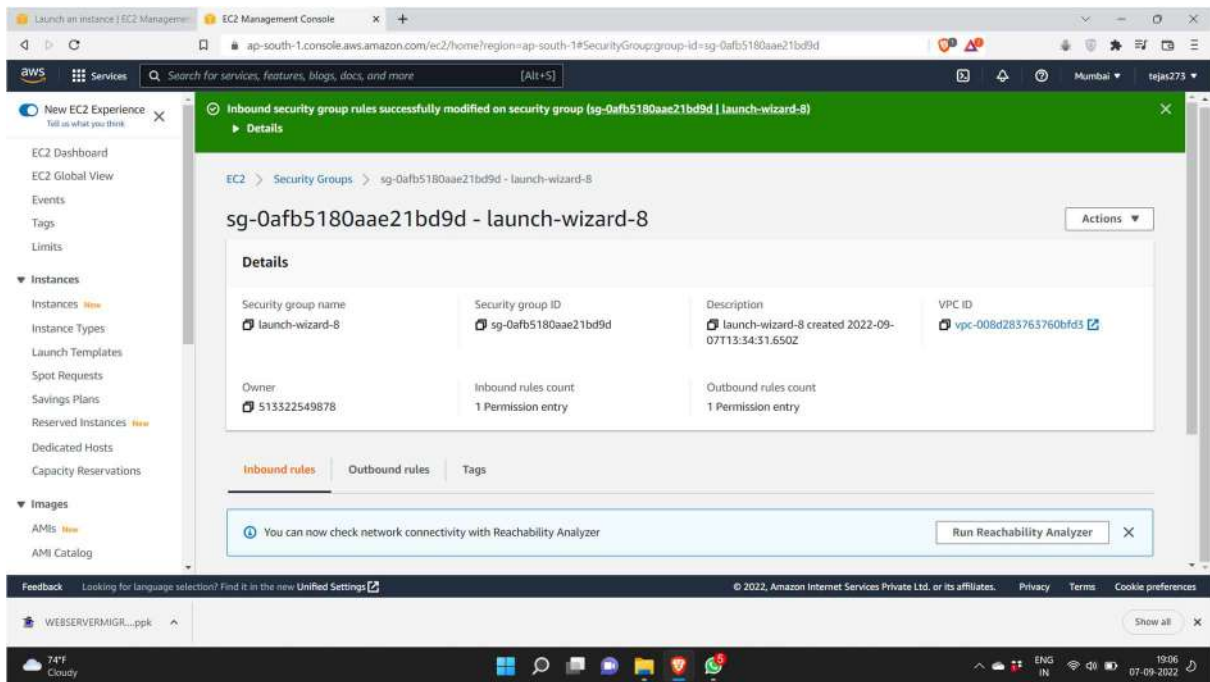 Launch an instance | EC2 Managemen
EC2 Management Console
ap-south-1.console.aws.amazon.com/ec2/home?region=ap-south-1#SecurityGroup:group-id=sg-0afb5180aae21bd9d
aws Services Search for services, features, blogs, docs, and more [Alt+S] Mumbai ▼ tejas273 ▼
New EC2 Experience
Tell us what you think
EC2 Dashboard
EC2 Global View
Events
Tags
Limits
Instances
Instances New
Instance Types
Launch Templates
Spot Requests
Savings Plans
Reserved Instances New
Dedicated Hosts
Capacity Reservations
Images
AMIs New
AMI Catalog
Inbound security group rules successfully modified on security group (sg-0afb5180aae21bd9d | launch-wizard-8)
Details
EC2 > Security Groups > sg-0afb5180aae21bd9d - launch-wizard-8
sg-0afb5180aae21bd9d - launch-wizard-8
Actions ▼
Details
Security group name
launch-wizard-8
Security group ID
sg-0afb5180aae21bd9d
Description
launch-wizard-8 created 2022-09-
07T13:34:31.650Z
VPC ID
vpc-008d283763760bfd3
Owner
513322549878
Inbound rules count
1 Permission entry
Outbound rules count
1 Permission entry
Inbound rules Outbound rules Tags
You can now check network connectivity with Reachability Analyzer
Run Reachability Analyzer
Feedback Looking for language selection? Find it in the new Unified Settings © 2022, Amazon Internet Services Private Ltd. or its affiliates. Privacy Terms Cookie preferences
WEBSERVERMIGR....ppk
Show all
74°F
Cloudy
ENG
IN
19:06
07-09-2022